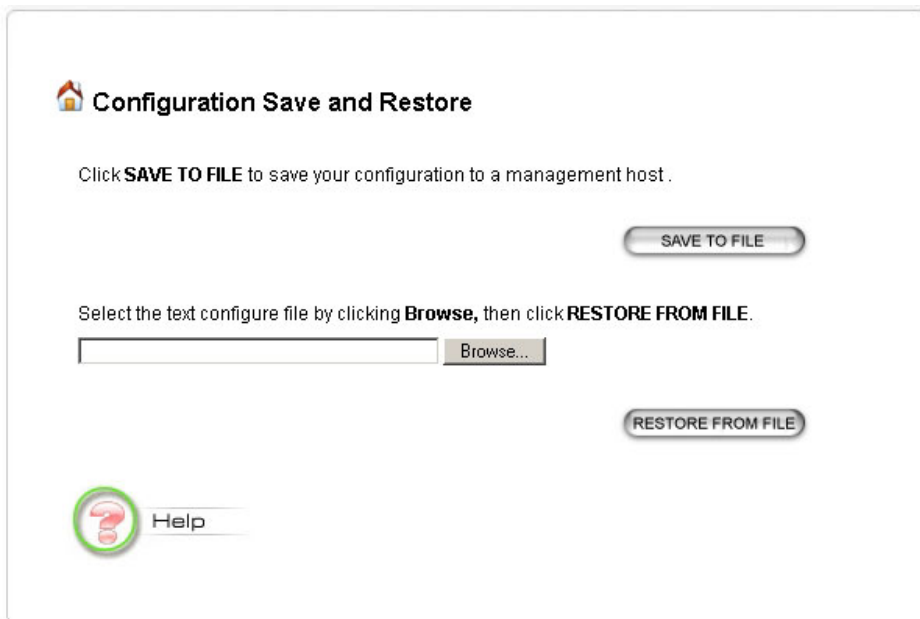 Configuration Save and Restore
Click SAVE TO FILE to save your configuration to a management host .
SAVE TO FILE
Select the text configure file by clicking Browse, then click RESTORE FROM FILE.
Browse...
RESTORE FROM FILE
Help